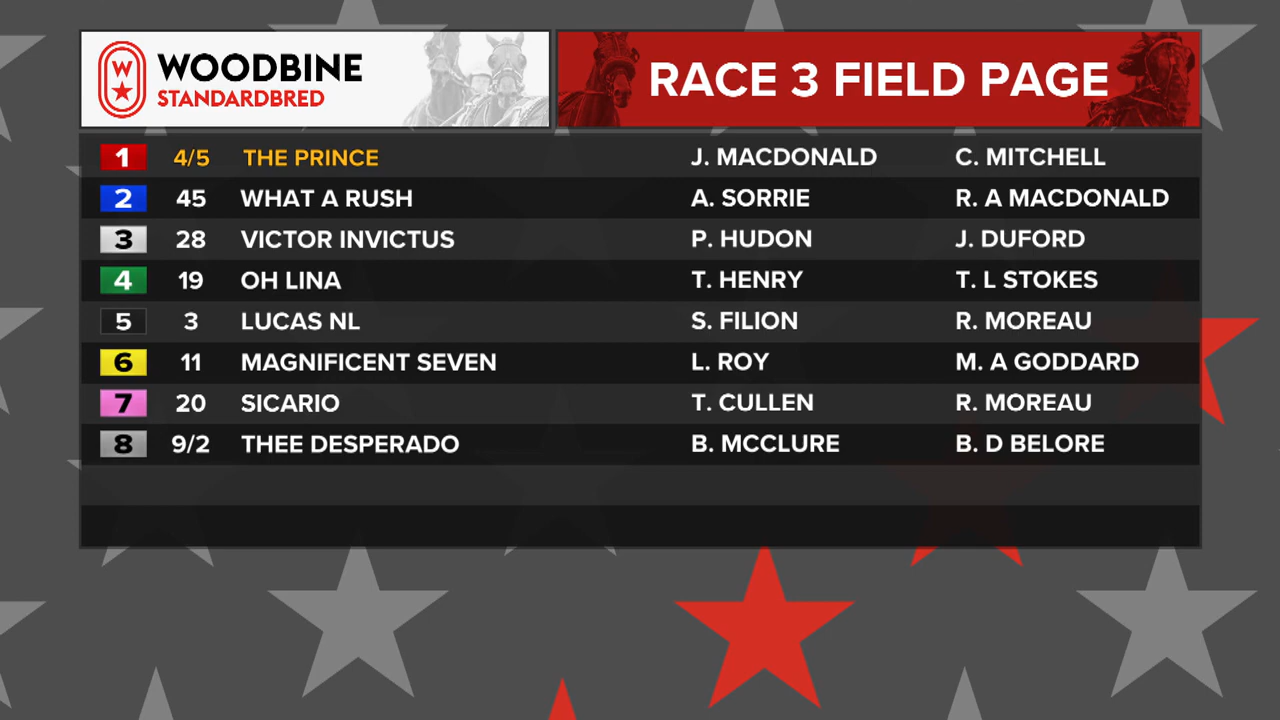 W
WOODBINE
STANDARDBRED
RACE 3 FIELD PAGE
1 4/5 THE PRINCE J. MACDONALD C. MITCHELL
2 45 WHAT A RUSH A. SORRIE R. A MACDONALD
3 28 VICTOR INVICTUS P. HUDON J. DUFORD
4 19 OH LINA T. HENRY T. L STOKES
5 3 LUCAS NL S. FILION R. MOREAU
6 11 MAGNIFICENT SEVEN L. ROY M. A GODDARD
7 20 SICARIO T. CULLEN R. MOREAU
8 9/2 THEE DESPERADO B. MCCLURE B. D BELORE